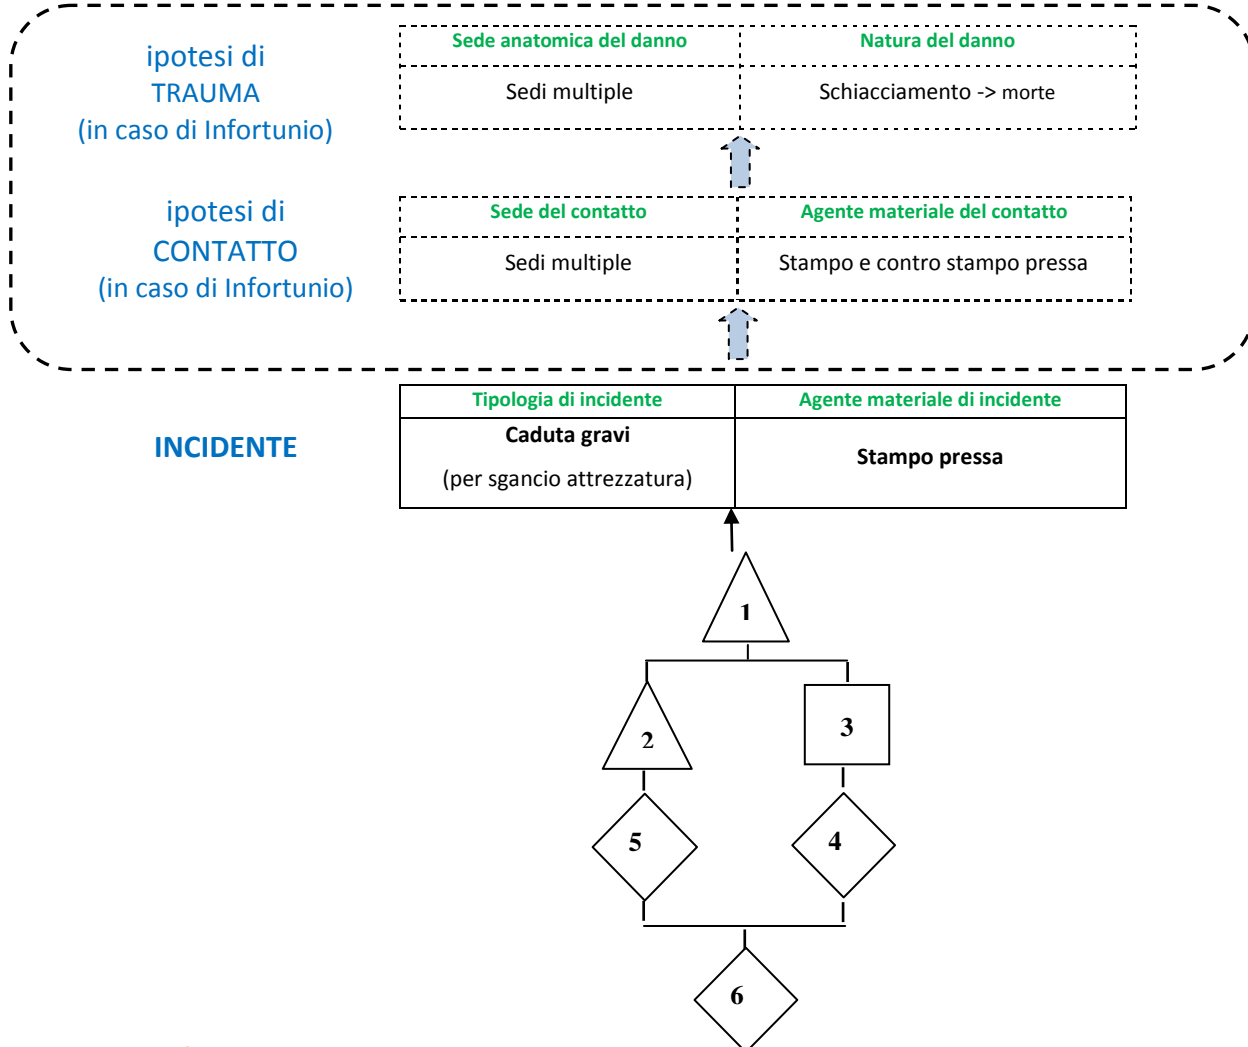 ipotesi di
TRAUMA
(in caso di Infortunio)
Sede anatomica del danno
Natura del danno
Sedi multiple
Schiacciamento -> morte
ipotesi di
CONTATTO
(in caso di Infortunio)
Sede del contatto
Agente materiale del contatto
Sedi multiple
Stampo e contro stampo pressa
INCIDENTE
Tipologia di incidente
Agente materiale di incidente
Caduta gravi
(per sgancio attrezzatura)
Stampo pressa
1
2
3
5
4
6